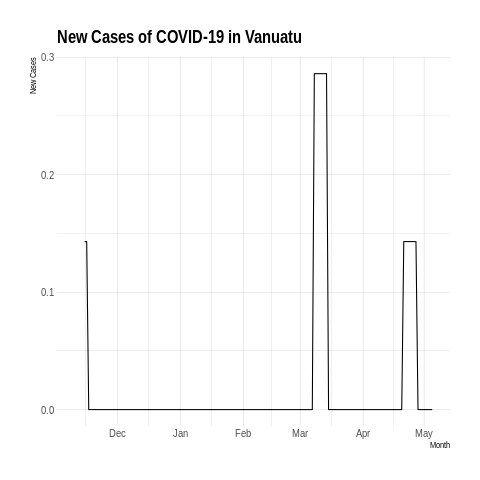 New Cases of COVID-19 in Vanuatu
New Cases
0.3
0.2
0.1
0.0
Dec Jan Feb Mar Apr May
Month